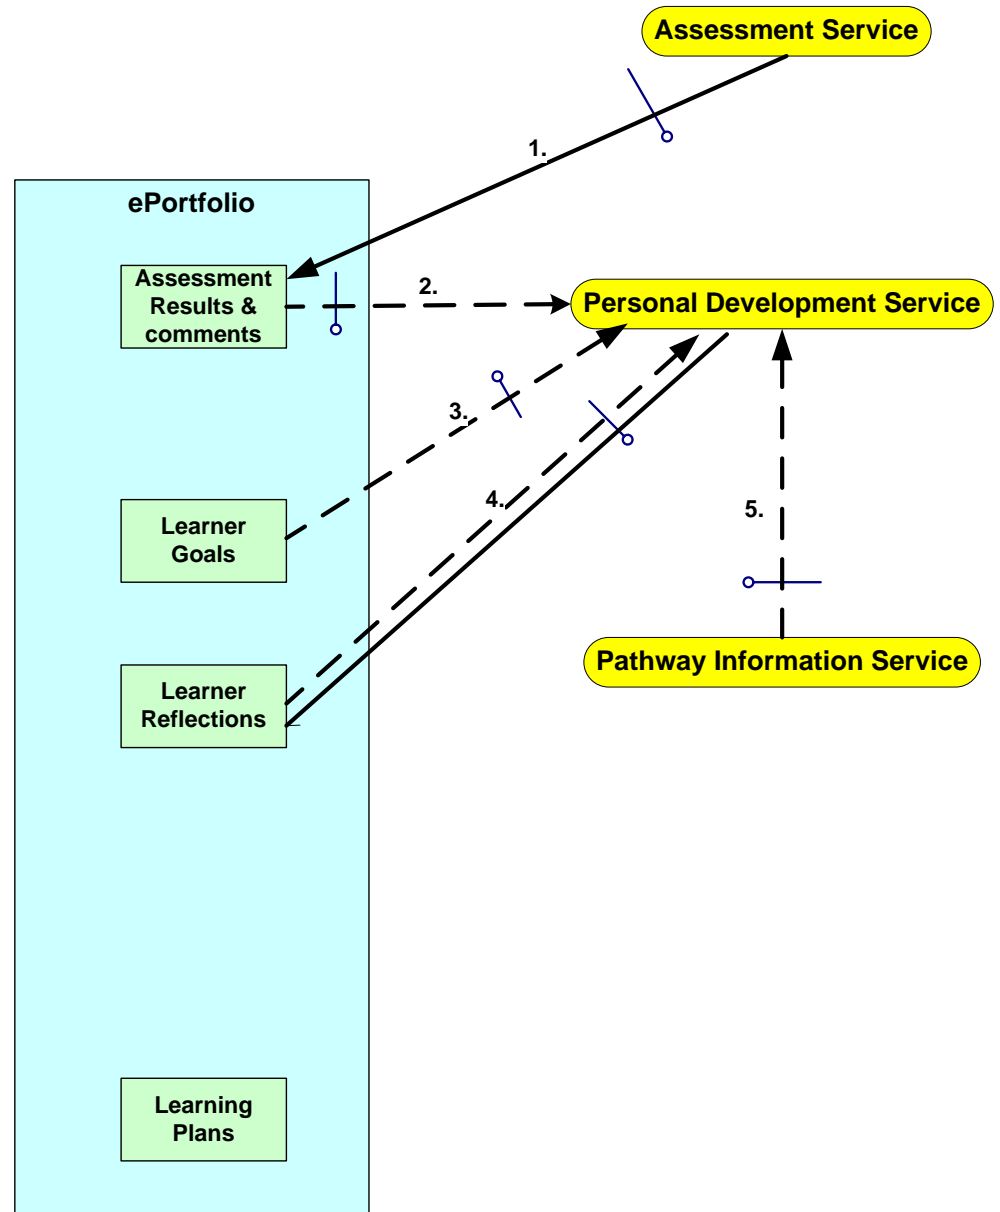 Assessment Service
1.
ePortfolio
Assessment
Results &
comments
2.
Personal Development Service
3.
Learner
Goals
4.
5.
Learner
Reflections
Pathway Information Service
Learning
Plans